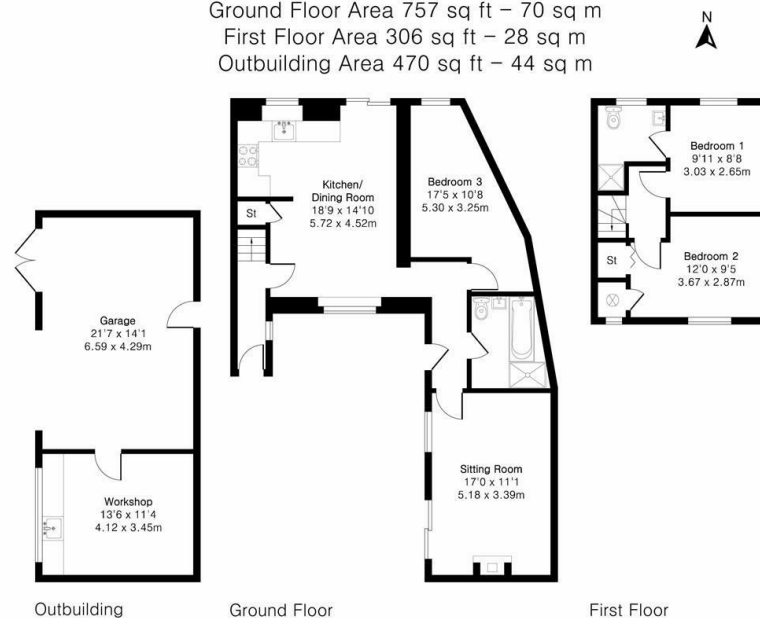 Ground Floor Area 757 sq ft – 70 sq m
First Floor Area 306 sq ft – 28 sq m
Outbuilding Area 470 sq ft – 44 sq m
N
Kitchen/
Dining Room
18'9 x 14'10
5.72 x 4.52m
St
Bedroom 3
17'5 x 10'8
5.30 x 3.25m
Bedroom 1
9'11 x 8'8
3.03 x 2.65m
Bedroom 2
12'0 x 9'5
3.67 x 2.87m
St
Garage
21'7 x 14'1
6.59 x 4.29m
Workshop
13'6 x 11'4
4.12 x 3.45m
Sitting Room
17'0 x 11'1
5.18 x 3.39m
Outbuilding
Ground Floor
First Floor